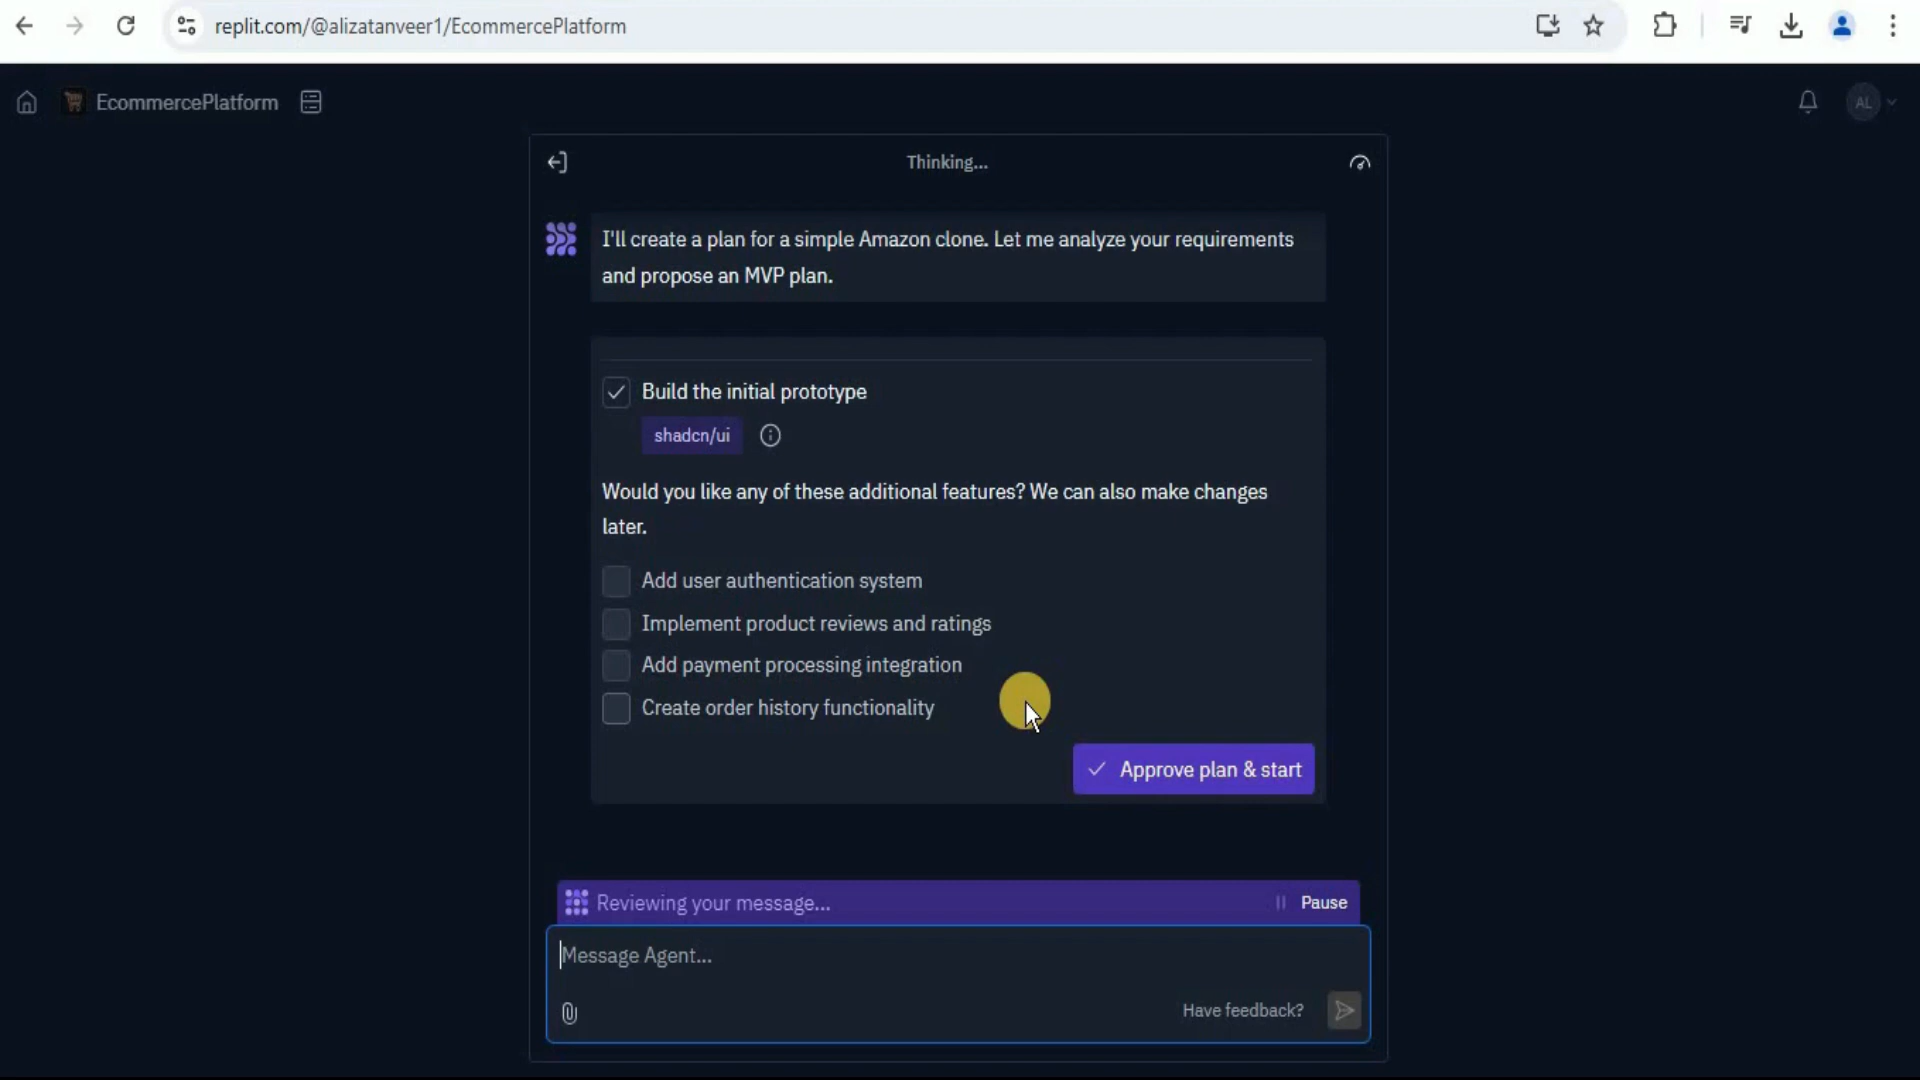 replit.com/@alizatanveer1/EcommercePlatform
EcommercePlatform
AL
Thinking...
I'll create a plan for a simple Amazon clone. Let me analyze your requirements
and propose an MVP plan.
Build the initial prototype
shadcn/ui
Would you like any of these additional features? We can also make changes
later.
Add user authentication system
Implement product reviews and ratings
Add payment processing integration
Create order history functionality
Approve plan & start
Reviewing your message...
Pause
Message Agent...
Have feedback?